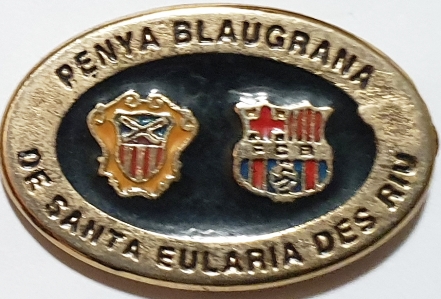 PENYA BLAUGRANA
F C B
DE SANTA EULARIA DES RIU